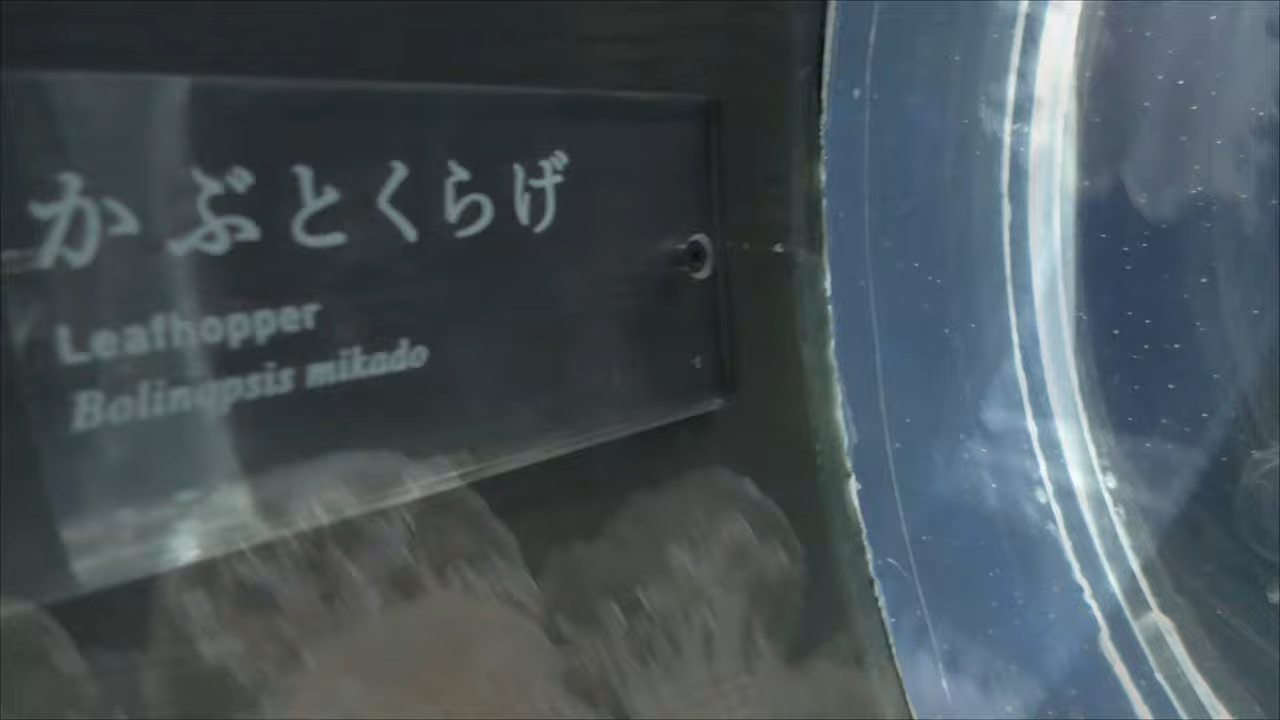 かぶとくらげ
Leafhopper
Bolinopsis mikado